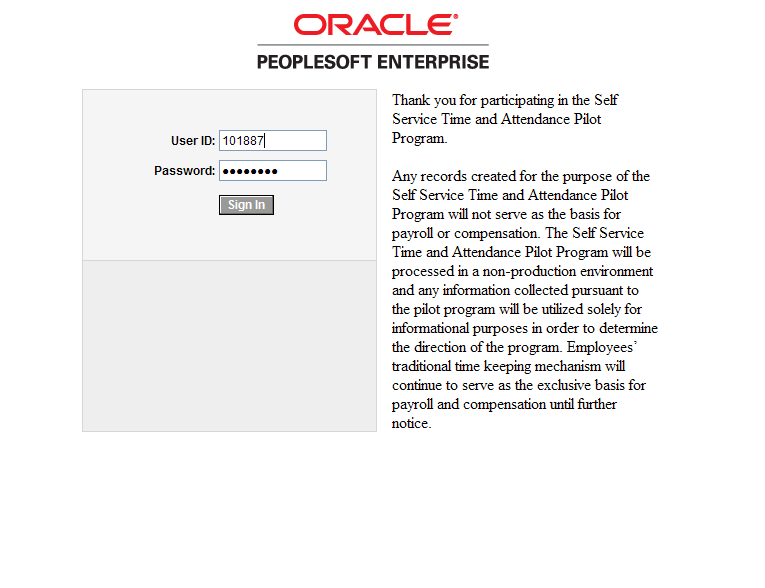 ORACLE®
PEOPLESOFT ENTERPRISE
User ID: 101887
Password: ••••••••
Sign In
Thank you for participating in the Self
Service Time and Attendance Pilot
Program.
Any records created for the purpose of the
Self Service Time and Attendance Pilot
Program will not serve as the basis for
payroll or compensation. The Self Service
Time and Attendance Pilot Program will be
processed in a non-production environment
and any information collected pursuant to
the pilot program will be utilized solely for
informational purposes in order to determine
the direction of the program. Employees’
traditional time keeping mechanism will
continue to serve as the exclusive basis for
payroll and compensation until further
notice.